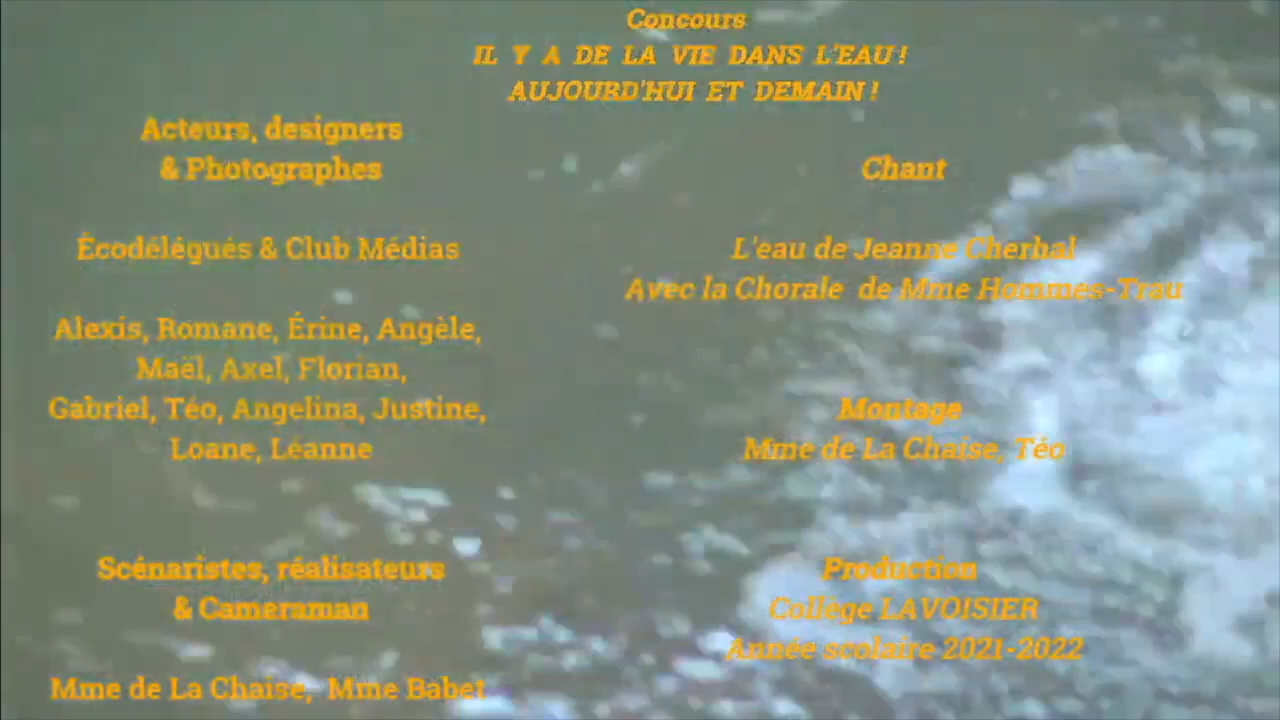 Concours
IL Y A DE LA VIE DANS L'EAU !
AUJOURD'HUI ET DEMAIN !
Acteurs, designers
& Photographes
Écodélégués & Club Médias
Alexis, Romane, Érine, Angèle,
Maël, Axel, Florian,
Gabriel, Téo, Angelina, Justine,
Loane, Léanne
Scénaristes, réalisateurs
& Cameraman
Mme de La Chaise, Mme Babet
Chant
L'eau de Jeanne Cherhal
Avec la Chorale de Mme Hommes-Trau
Montage
Mme de La Chaise, Téo
Production
Collège LAVOISIER
Année scolaire 2021-2022